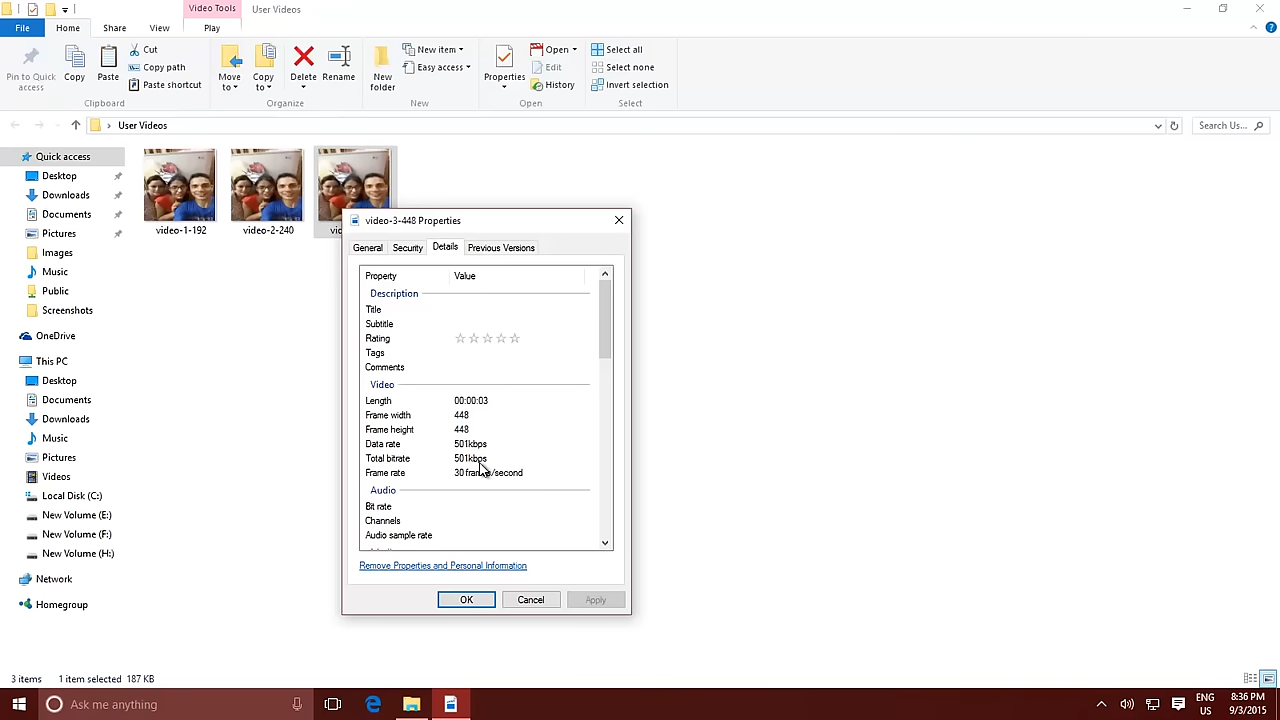 Video Tools User Videos
File Home Share View Play
Pin to Quick access
Copy
Paste
Cut
Copy path
Paste shortcut
Clipboard
Move to
Copy to
Delete
Rename
Organize
New folder
New item
Easy access
New
Properties
Open
Edit
History
Open
Select all
Select none
Invert selection
Select
User Videos
Search Us...
Quick access
Desktop
Downloads
Documents
Pictures
Images
Music
Public
Screenshots
OneDrive
This PC
Desktop
Documents
Downloads
Music
Pictures
Videos
Local Disk (C:)
New Volume (E:)
New Volume (F:)
New Volume (H:)
Network
Homegroup
video-1-192
video-2-240
video-3-448 Properties
General Security Details Previous Versions
Property Value
Description
Title
Subtitle
Rating
Tags
Comments
Video
Length 00:00:03
Frame width 448
Frame height 448
Data rate 501kbps
Total bitrate 501kbps
Frame rate 30 frames/second
Audio
Bit rate
Channels
Audio sample rate
Remove Properties and Personal Information
OK Cancel Apply
3 items 1 item selected 187 KB
Ask me anything
ENG
US
8:36 PM
9/3/2015